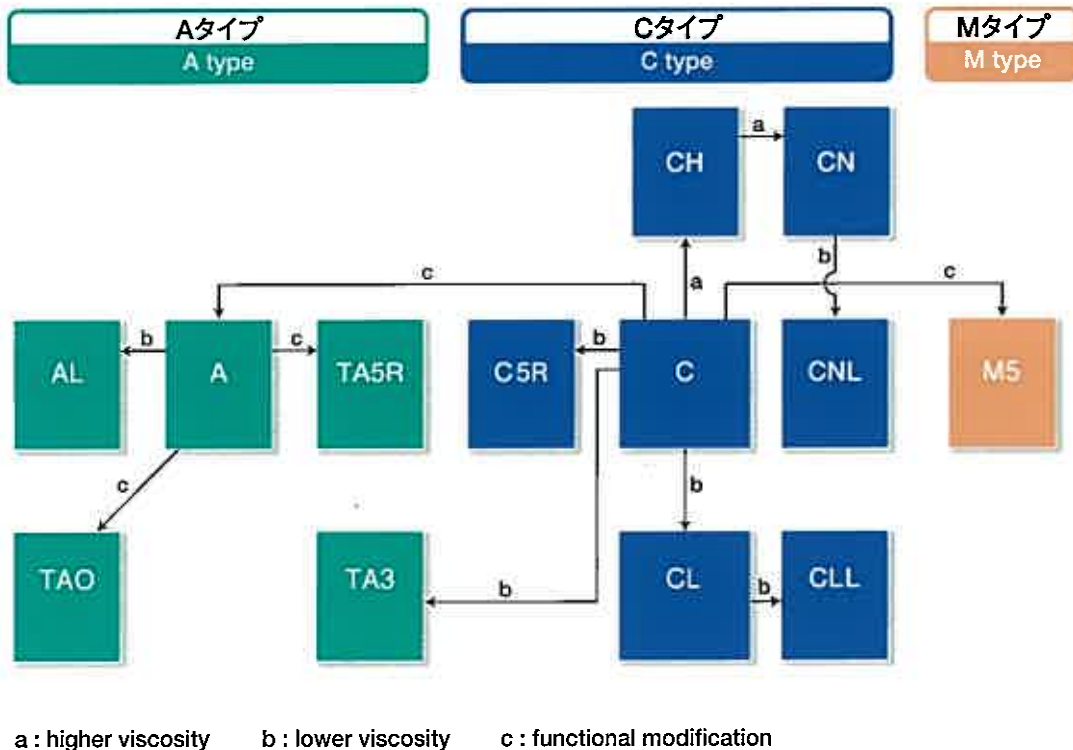 Aタイプ
A type
Cタイプ
C type
Mタイプ
M type
CH
a
CN
c
a
b
c
AL
b
A
c
TA5R
C5R
b
C
CNL
M5
c
b
TAO
TA3
b
CL
b
CLL
a : higher viscosity b : lower viscosity c : functional modification